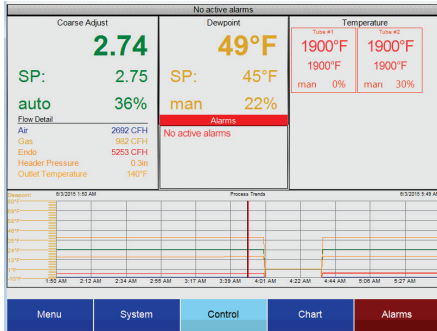 No active alarms
Coarse Adjust
2.74
SP: 2.75
auto 36%
Flow Detail
Air 2692 CFH
Gas 982 CFH
Endo 5253 CFH
Header Pressure 0.3in
Outlet Temperature 140°F
Dewpoint
49°F
SP: 45°F
man 22%
Alarms
No active alarms
Temperature
Tube #1 Tube #2
1900°F 1900°F
1900°F 1900°F
man 0% man 30%
Dewpoint 6/3/2015 1:50 AM Process Trends 6/3/2015 5:49 A
1:50 AM 2:12 AM 2:34 AM 2:55 AM 3:17 AM 3:39 AM 4:01 AM 4:22 AM 4:44 AM 5:06 AM 5:27 AM
Menu System Control Chart Alarms